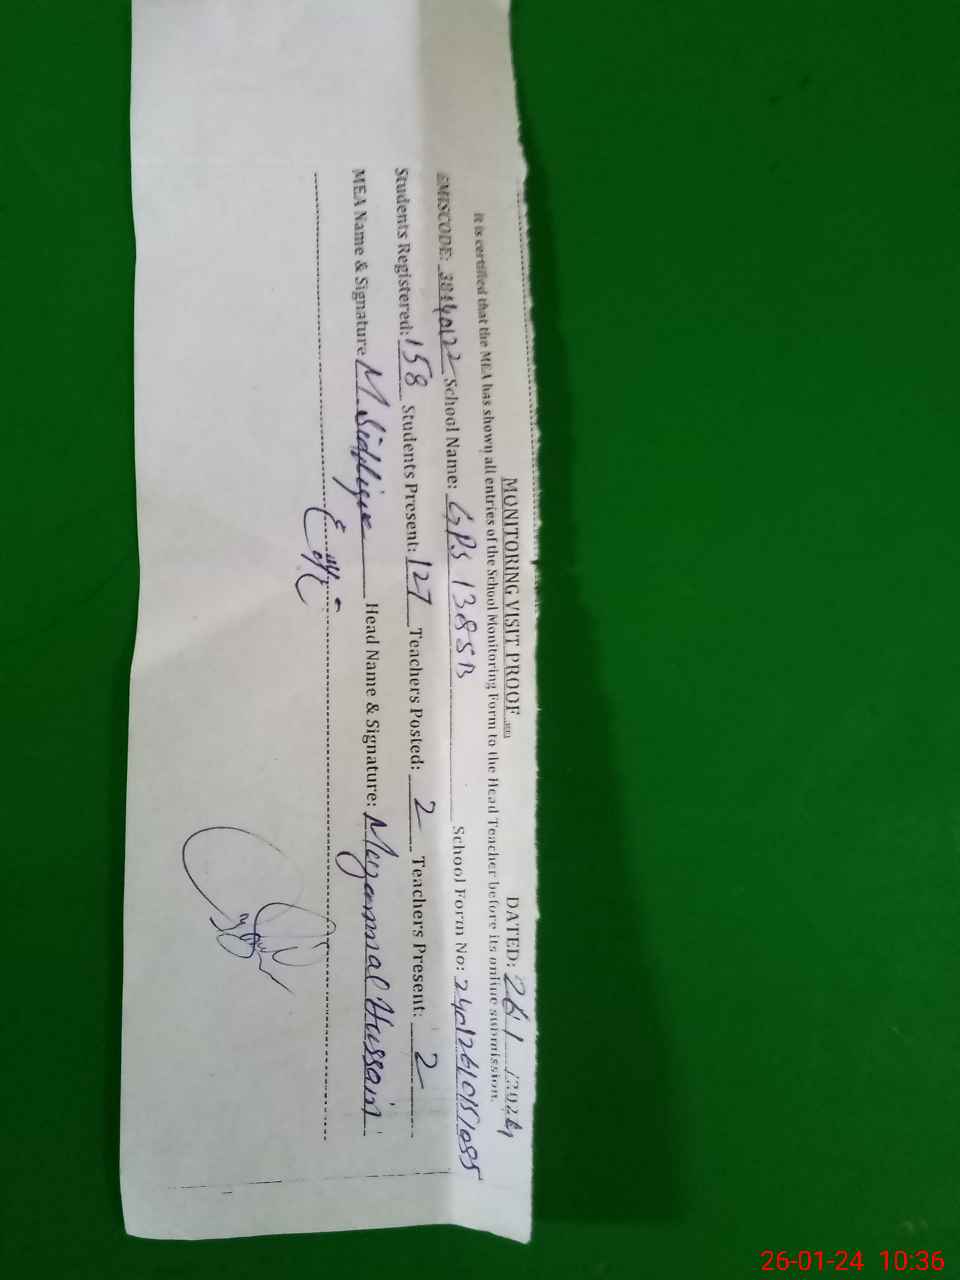 MONITORING VISIT PROOF
DATED: 26/1/2024
It is certified that the MEA has shown all entries of the School Monitoring Form to the Head Teacher before its online submission.
EMISCODE: School Name: GPS 138SB School Form No:
Students Registered: 158 Students Present: 127 Teachers Posted: 2 Teachers Present: 2
MEA Name & Signature M. Siddique Head Name & Signature: Muzammal Hussain
26-01-24 10:36